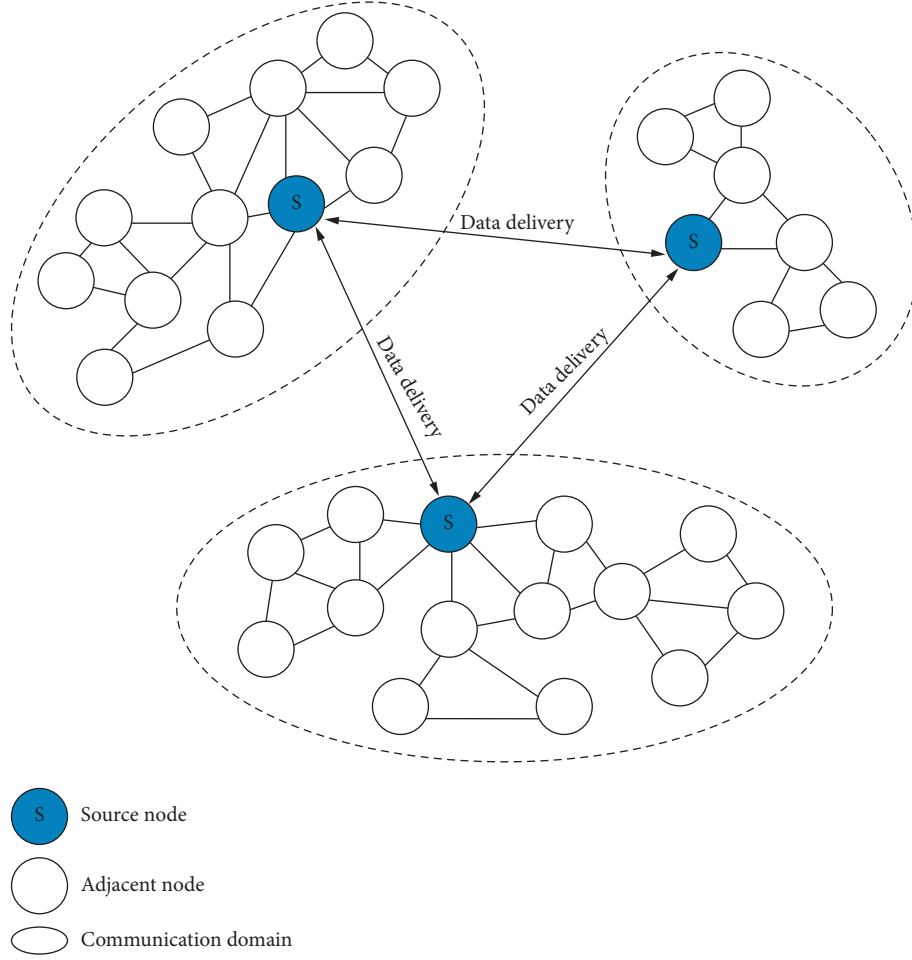 S
Data delivery
S
Data delivery
Data delivery
S
S
Source node
Adjacent node
Communication domain